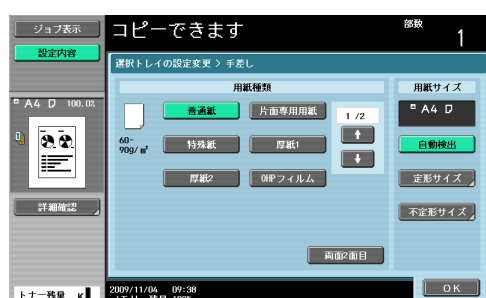 ジョブ表示
設定内容
コピーできます
部数
1
選択トレイの設定変更 > 手差し
用紙種類
用紙サイズ
A4 100.0%
普通紙
片面専用用紙
1 /2
A4
60-
90g/㎡
特殊紙
厚紙1
自動検出
厚紙2
OHPフィルム
定形サイズ
詳細確認
不定形サイズ
両面2面目
トナー残量 K
2009/11/04 09:38
OK